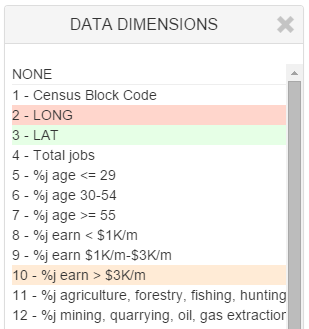 DATA DIMENSIONS
NONE
1 - Census Block Code
2 - LONG
3 - LAT
4 - Total jobs
5 - %j age <= 29
6 - %j age 30-54
7 - %j age >= 55
8 - %j earn < $1K/m
9 - %j earn $1K/m-$3K/m
10 - %j earn > $3K/m
11 - %j agriculture, forestry, fishing, hunting
12 - %j mining, quarrying, oil, gas extraction